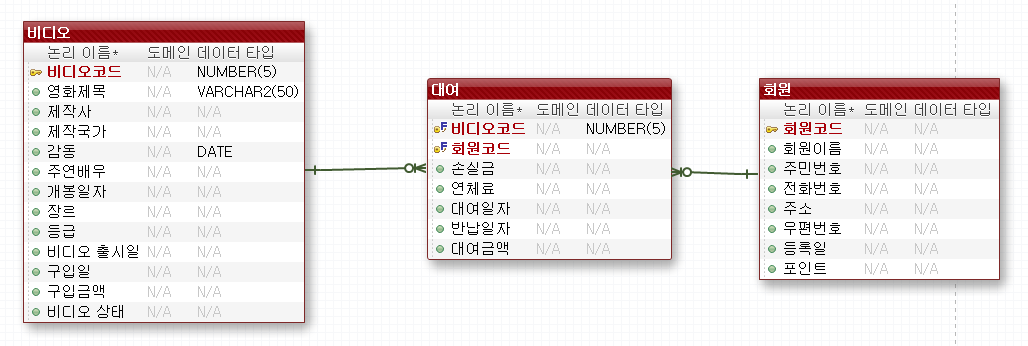 비디오
논리 이름* 도메인 데이터 타입
비디오코드 N/A NUMBER(5)
영화제목 N/A VARCHAR2(50)
제작사 N/A N/A
제작국가 N/A N/A
감동 N/A DATE
주연배우 N/A N/A
개봉일자 N/A N/A
장르 N/A N/A
등급 N/A N/A
비디오 출시일 N/A N/A
구입일 N/A N/A
구입금액 N/A N/A
비디오 상태 N/A N/A
대여
논리 이름* 도메인 데이터 타입
비디오코드 N/A NUMBER(5)
회원코드 N/A N/A
손실금 N/A N/A
연체료 N/A N/A
대여일자 N/A N/A
반납일자 N/A N/A
대여금액 N/A N/A
회원
논리 이름* 도메인 데이터 타입
회원코드 N/A N/A
회원이름 N/A N/A
주민번호 N/A N/A
전화번호 N/A N/A
주소 N/A N/A
우편번호 N/A N/A
등록일 N/A N/A
포인트 N/A N/A